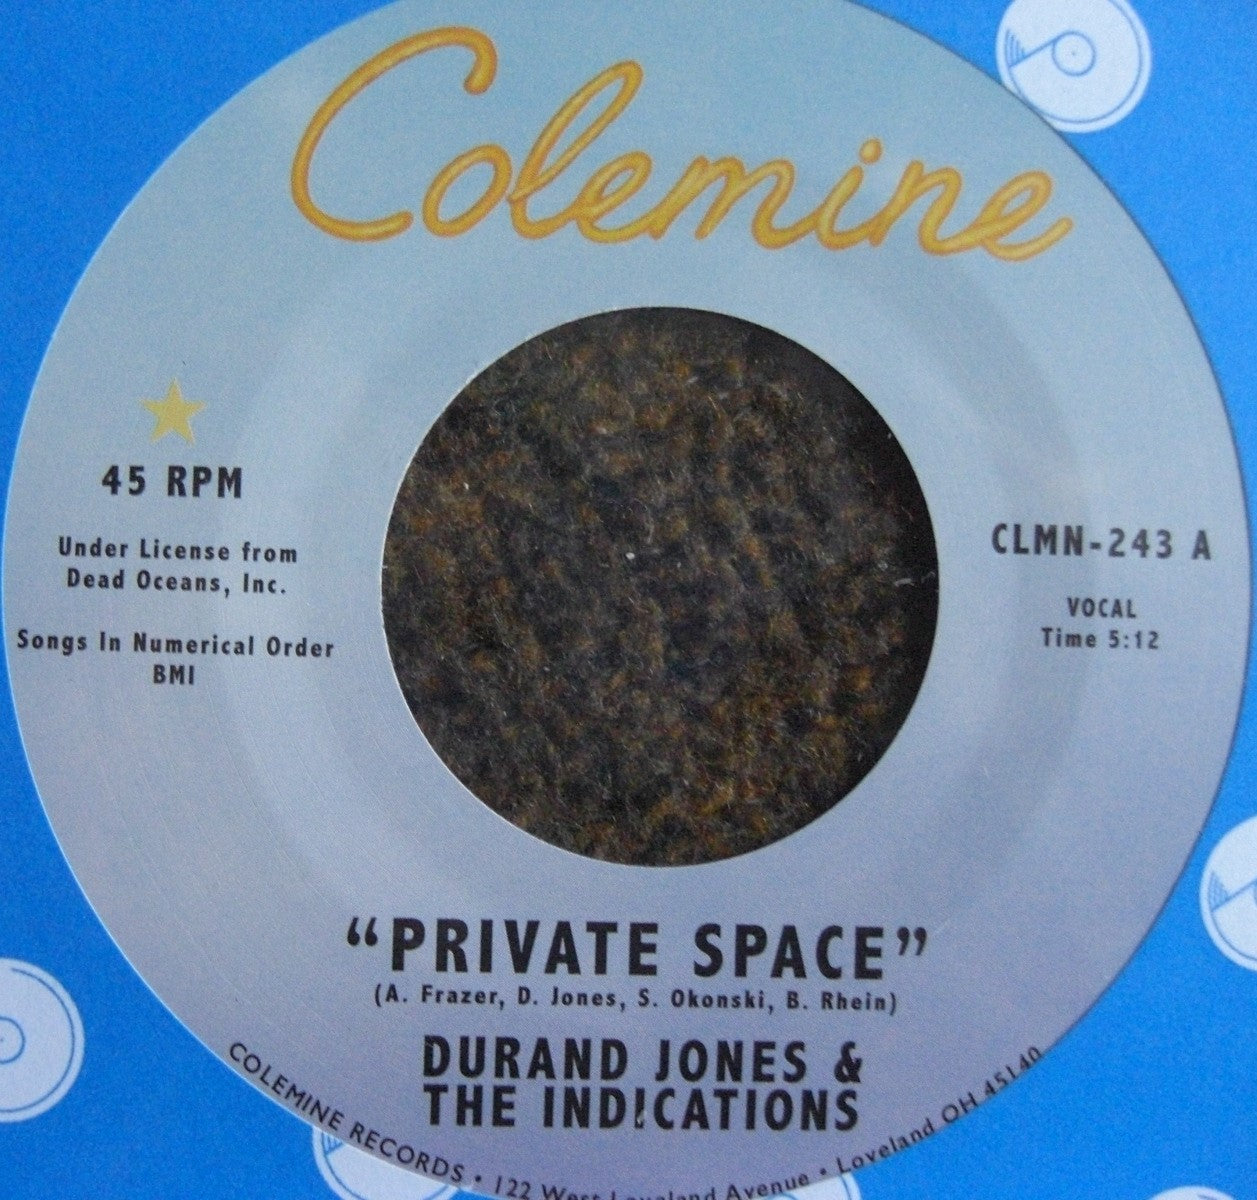 Colemine
45 RPM
Under License from
Dead Oceans, Inc.
Songs In Numerical Order
BMI
CLMN-243 A
VOCAL
Time 5:12
“PRIVATE SPACE”
(A. Frazer, D. Jones, S. Okonski, B. Rhein)
DURAND JONES &
THE INDICATIONS
COLEMINE RECORDS • 122 West Loveland Avenue • Loveland OH 45140